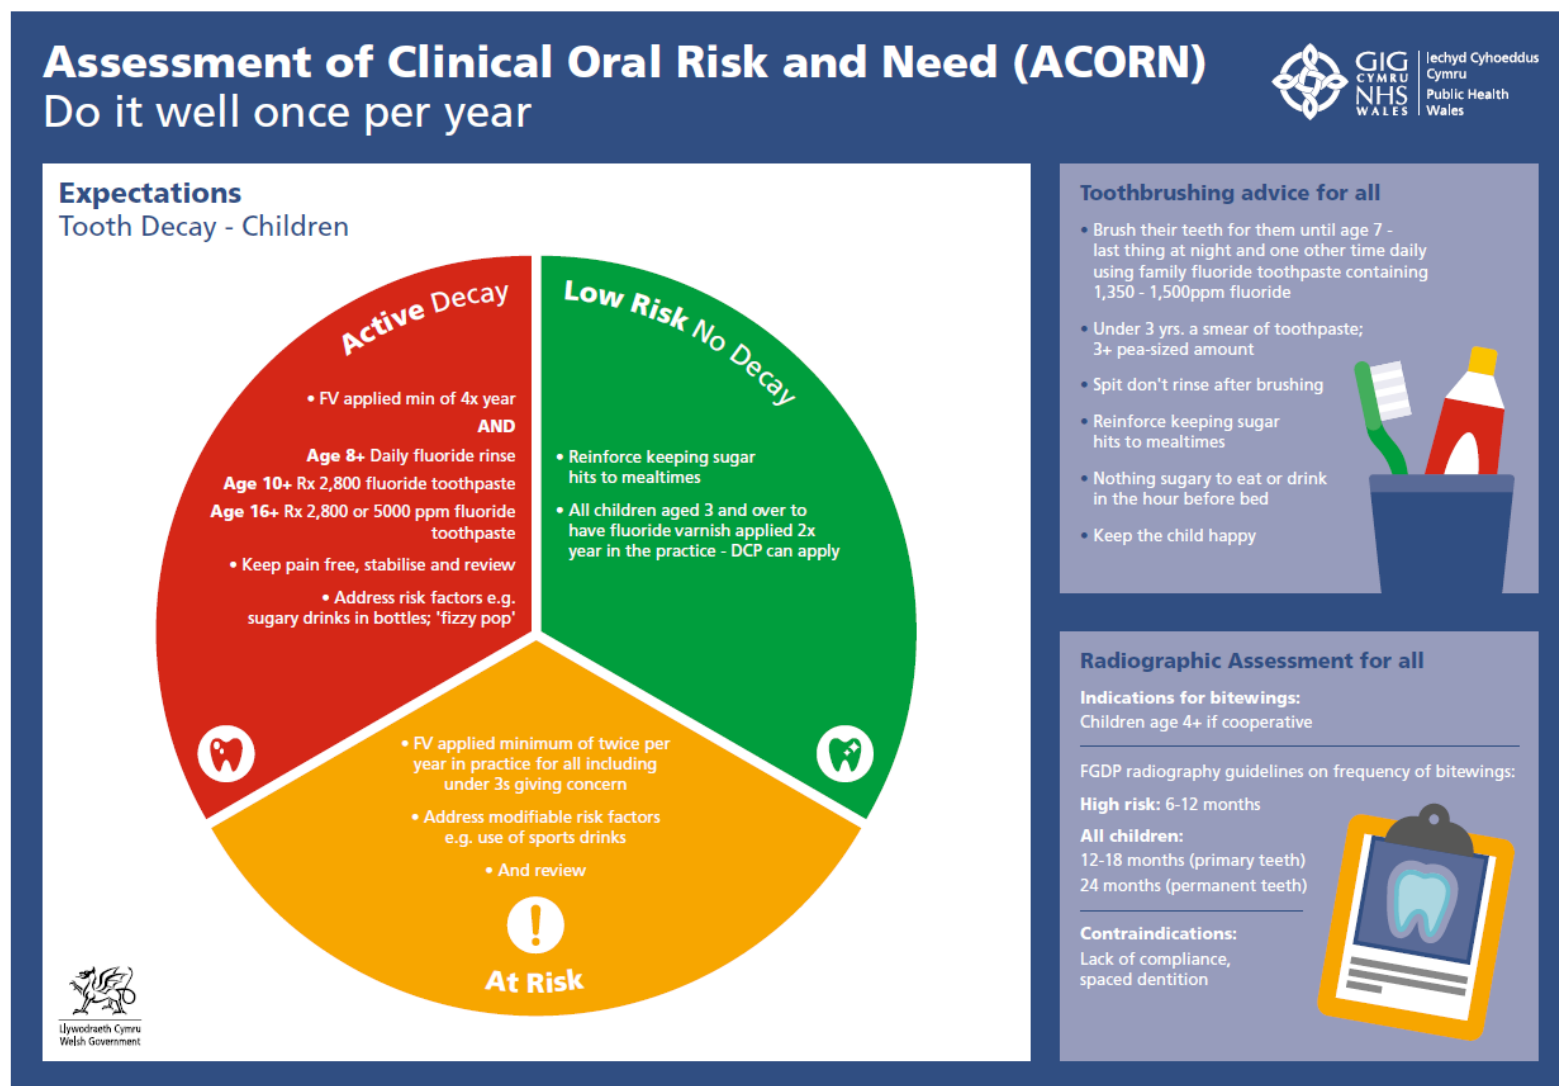 Assessment of Clinical Oral Risk and Need (ACORN)
Do it well once per year
GIG
CYMRU
NHS
WALES
Iechyd Cyhoeddus
Cymru
Public Health
Wales
Expectations
Tooth Decay - Children
Active Decay
• FV applied min of 4x year
AND
Age 8+ Daily fluoride rinse
Age 10+ Rx 2,800 fluoride toothpaste
Age 16+ Rx 2,800 or 5000 ppm fluoride
toothpaste
• Keep pain free, stabilise and review
• Address risk factors e.g.
sugary drinks in bottles; 'fizzy pop'
Low Risk No Decay
• Reinforce keeping sugar
hits to mealtimes
• All children aged 3 and over to
have fluoride varnish applied 2x
year in the practice - DCP can apply
• FV applied minimum of twice per
year in practice for all including
under 3s giving concern
• Address modifiable risk factors
e.g. use of sports drinks
• And review
!
At Risk
Llywodraeth Cymru
Welsh Government
Toothbrushing advice for all
• Brush their teeth for them until age 7 -
last thing at night and one other time daily
using family fluoride toothpaste containing
1,350 - 1,500ppm fluoride
• Under 3 yrs. a smear of toothpaste;
3+ pea-sized amount
• Spit don't rinse after brushing
• Reinforce keeping sugar
hits to mealtimes
• Nothing sugary to eat or drink
in the hour before bed
• Keep the child happy
Radiographic Assessment for all
Indications for bitewings:
Children age 4+ if cooperative
FGDP radiography guidelines on frequency of bitewings:
High risk: 6-12 months
All children:
12-18 months (primary teeth)
24 months (permanent teeth)
Contraindications:
Lack of compliance,
spaced dentition